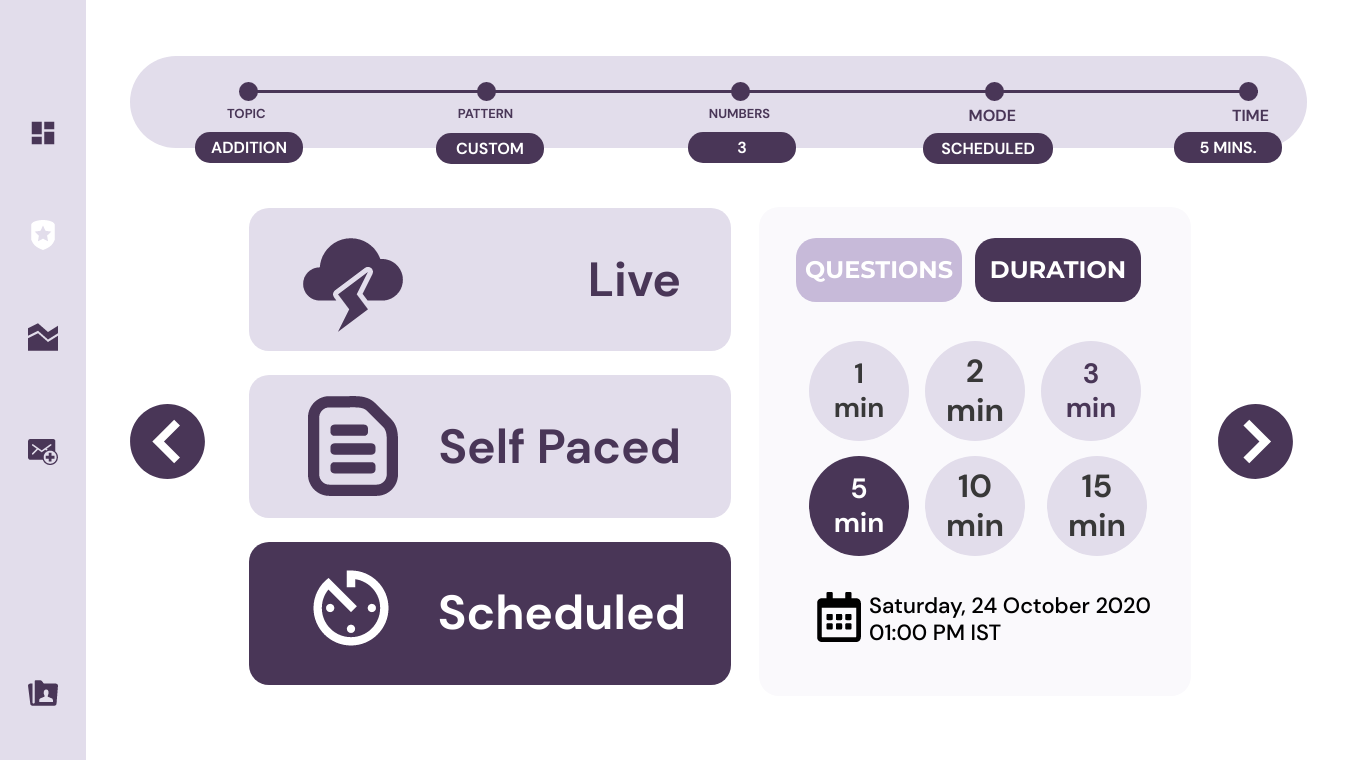 TOPIC
PATTERN
NUMBERS
MODE
TIME
ADDITION
CUSTOM
3
SCHEDULED
5 MINS.
Live
Self Paced
Scheduled
QUESTIONS
DURATION
1
min
2
min
3
min
5
min
10
min
15
min
Saturday, 24 October 2020
01:00 PM IST